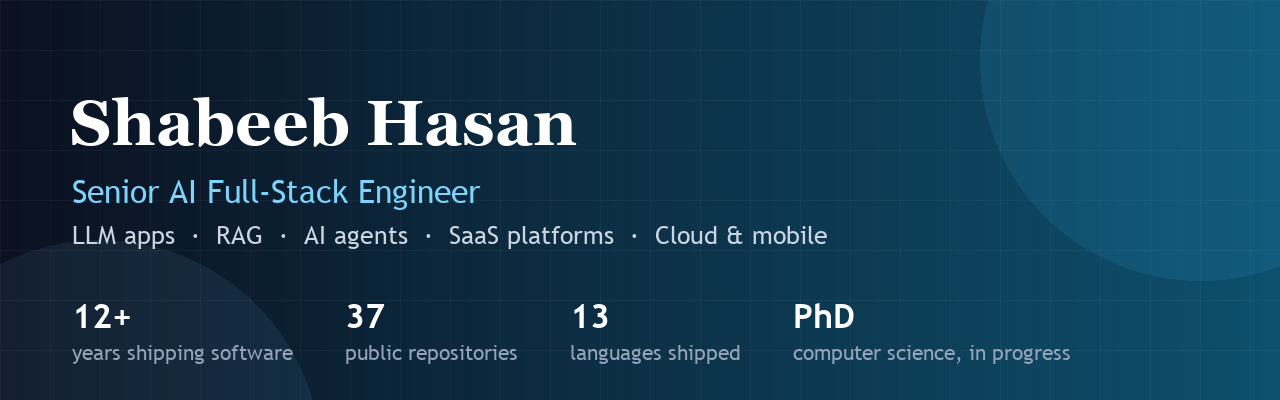 Shabeeb Hasan
Senior AI Full-Stack Engineer
LLM apps · RAG · AI agents · SaaS platforms · Cloud & mobile
12+ 37 13 PhD
years shipping software public repositories languages shipped computer science, in progress